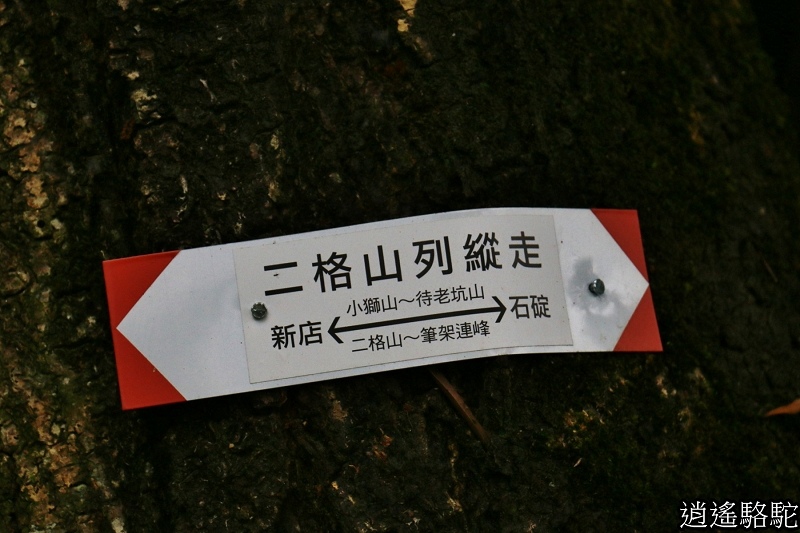 二格山列縱走
小獅山～待老坑山
新店 ↔ 石碇
二格山～筆架連峰
逍遙駱駝